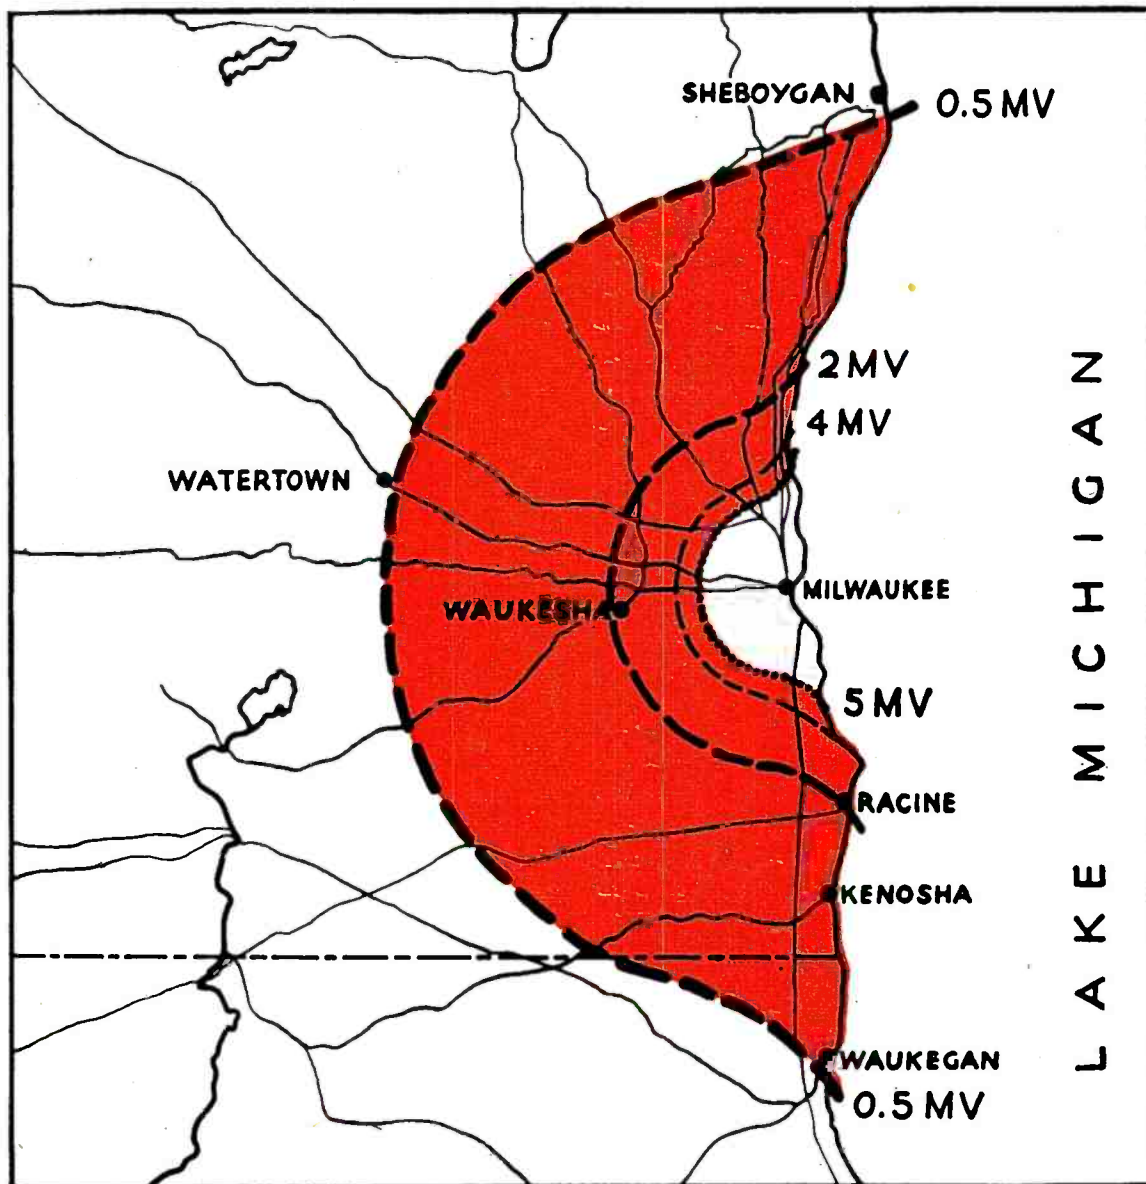 SHEBOYGAN
0.5 MV
2 MV
4 MV
WATERTOWN
MILWAUKEE
WAUKESHA
5 MV
RACINE
KENOSHA
WAUKEGAN
0.5 MV
LAKE MICHIGAN